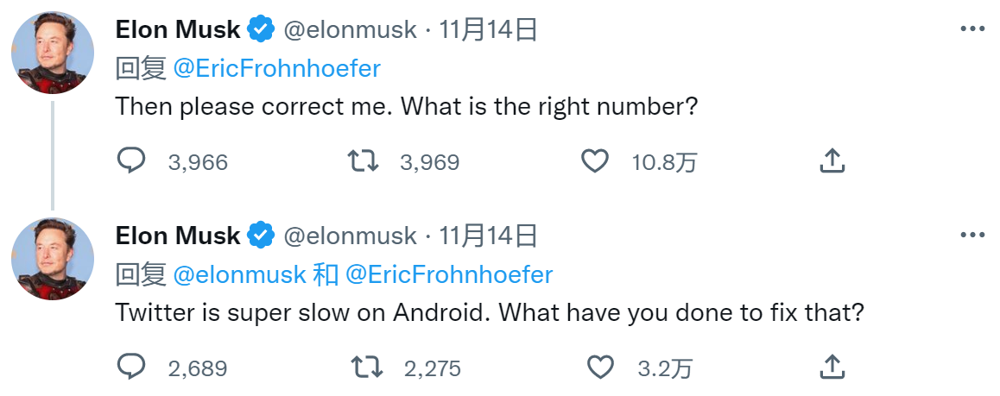 Elon Musk @elonmusk · 11月14日
回复 @EricFrohnhoefer
Then please correct me. What is the right number?
3,966 3,969 10.8万
Elon Musk @elonmusk · 11月14日
回复 @elonmusk 和 @EricFrohnhoefer
Twitter is super slow on Android. What have you done to fix that?
2,689 2,275 3.2万